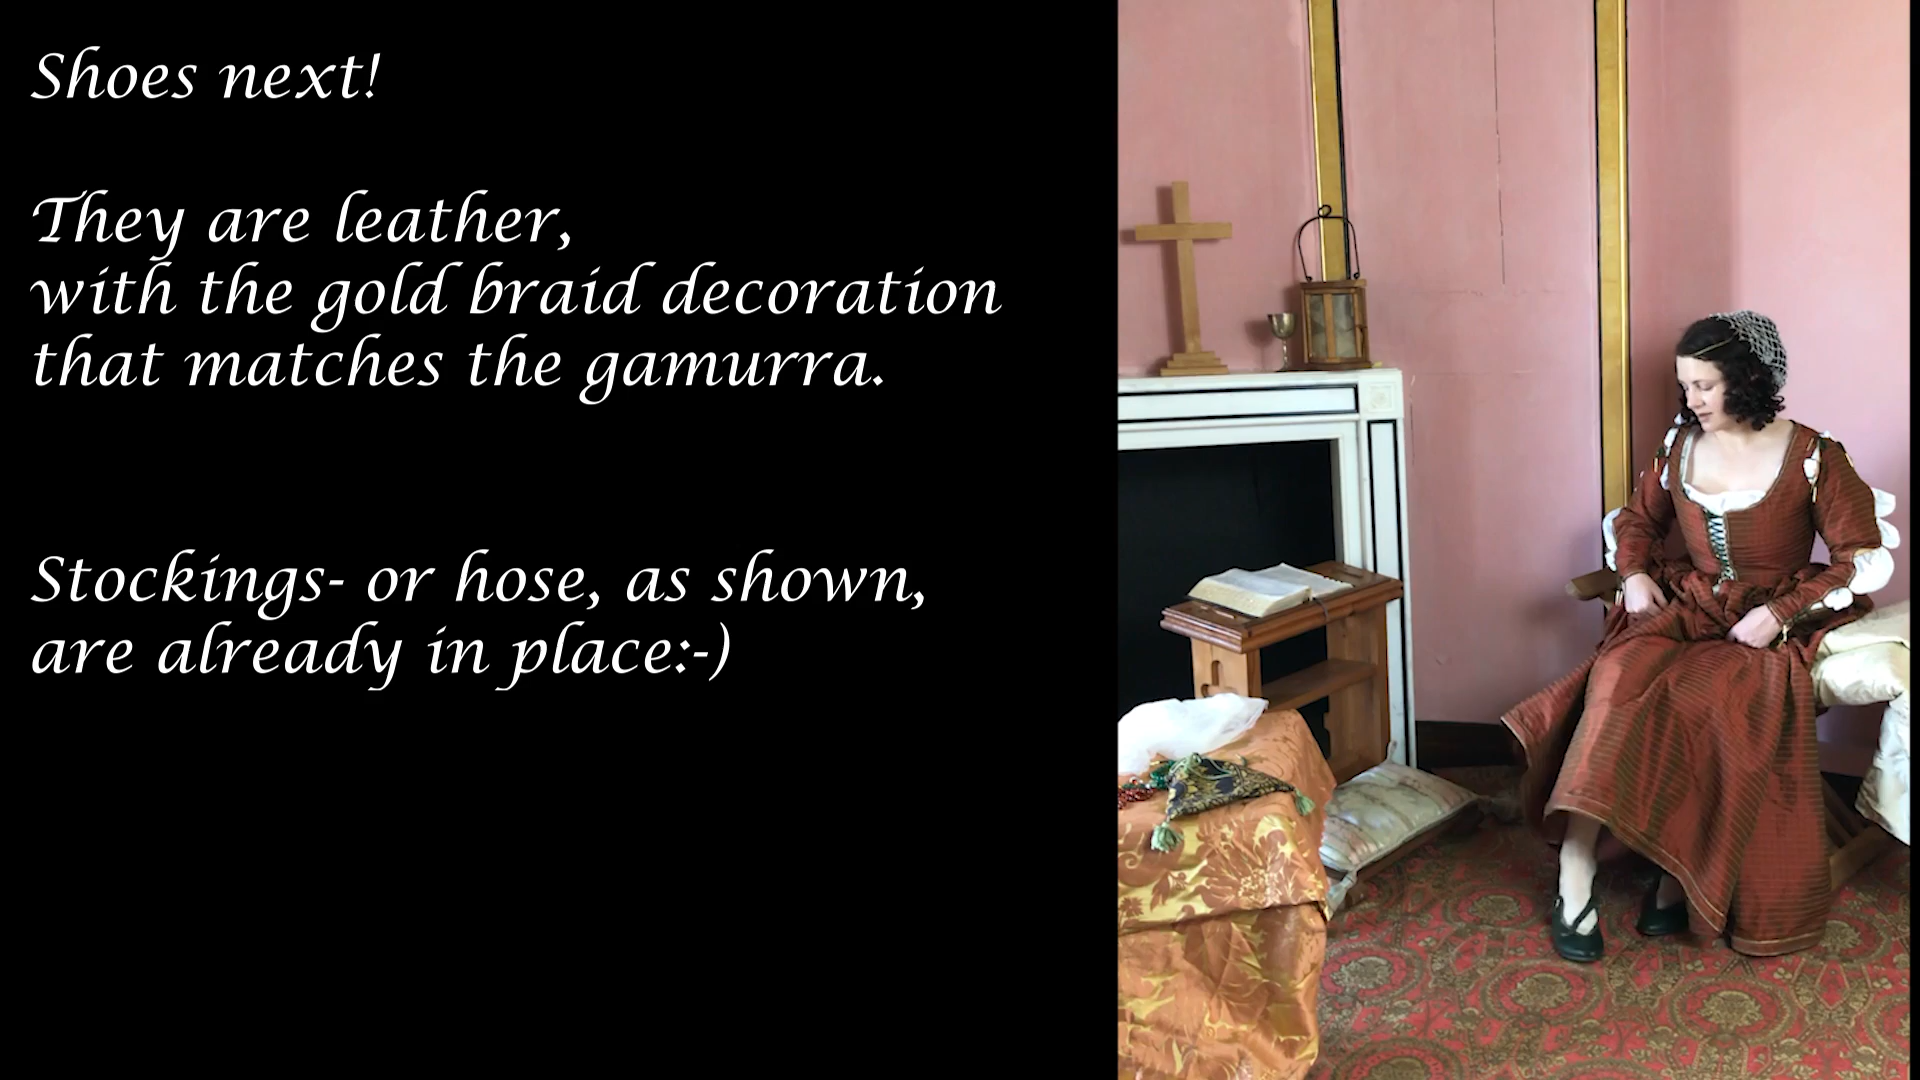 Shoes next!
They are leather,
with the gold braid decoration
that matches the gamurra.
Stockings- or hose, as shown,
are already in place:-)